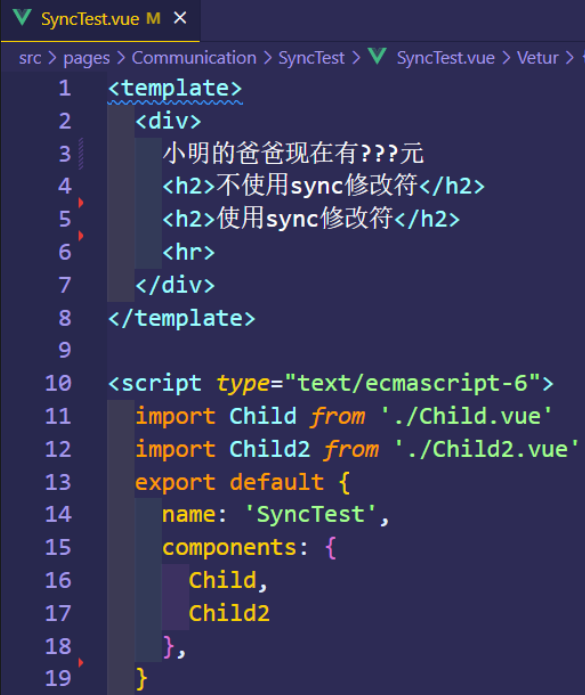 SyncTest.vue M ×
src > pages > Communication > SyncTest > SyncTest.vue > Vetur >
1 <template>
2 <div>
3 小明的爸爸现在有???元
4 <h2>不使用sync修改符</h2>
5 <h2>使用sync修改符</h2>
6 <hr>
7 </div>
8 </template>
9
10 <script type="text/ecmascript-6">
11 import Child from './Child.vue'
12 import Child2 from './Child2.vue'
13 export default {
14 name: 'SyncTest',
15 components: {
16 Child,
17 Child2
18 },
19 }